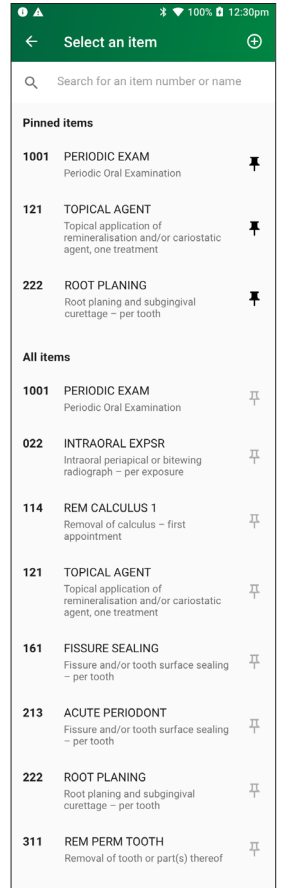 100% 12:30pm
Select an item
Search for an item number or name
Pinned items
1001 PERIODIC EXAM
Periodic Oral Examination
121 TOPICAL AGENT
Topical application of
remineralisation and/or cariostatic
agent, one treatment
222 ROOT PLANING
Root planing and subgingival
curettage – per tooth
All items
1001 PERIODIC EXAM
Periodic Oral Examination
022 INTRAORAL EXPSR
Intraoral periapical or bitewing
radiograph – per exposure
114 REM CALCULUS 1
Removal of calculus – first
appointment
121 TOPICAL AGENT
Topical application of
remineralisation and/or cariostatic
agent, one treatment
161 FISSURE SEALING
Fissure and/or tooth surface sealing
– per tooth
213 ACUTE PERIODONT
Fissure and/or tooth surface sealing
– per tooth
222 ROOT PLANING
Root planing and subgingival
curettage – per tooth
311 REM PERM TOOTH
Removal of tooth or part(s) thereof